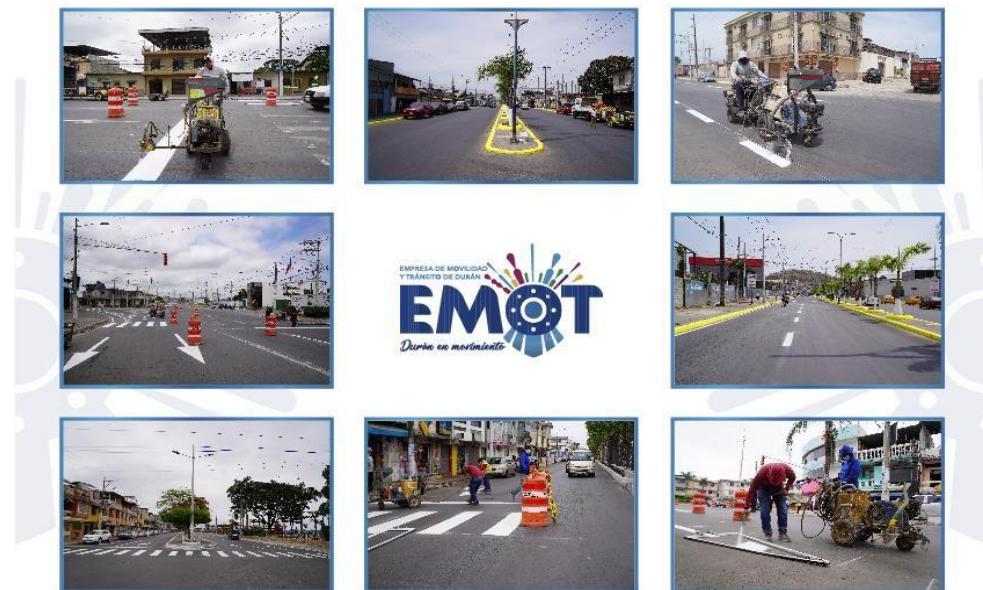 EMPRESA DE MOVILIDAD
Y TRÁNSITO DE DURÁN
EMOT
Durán en movimiento